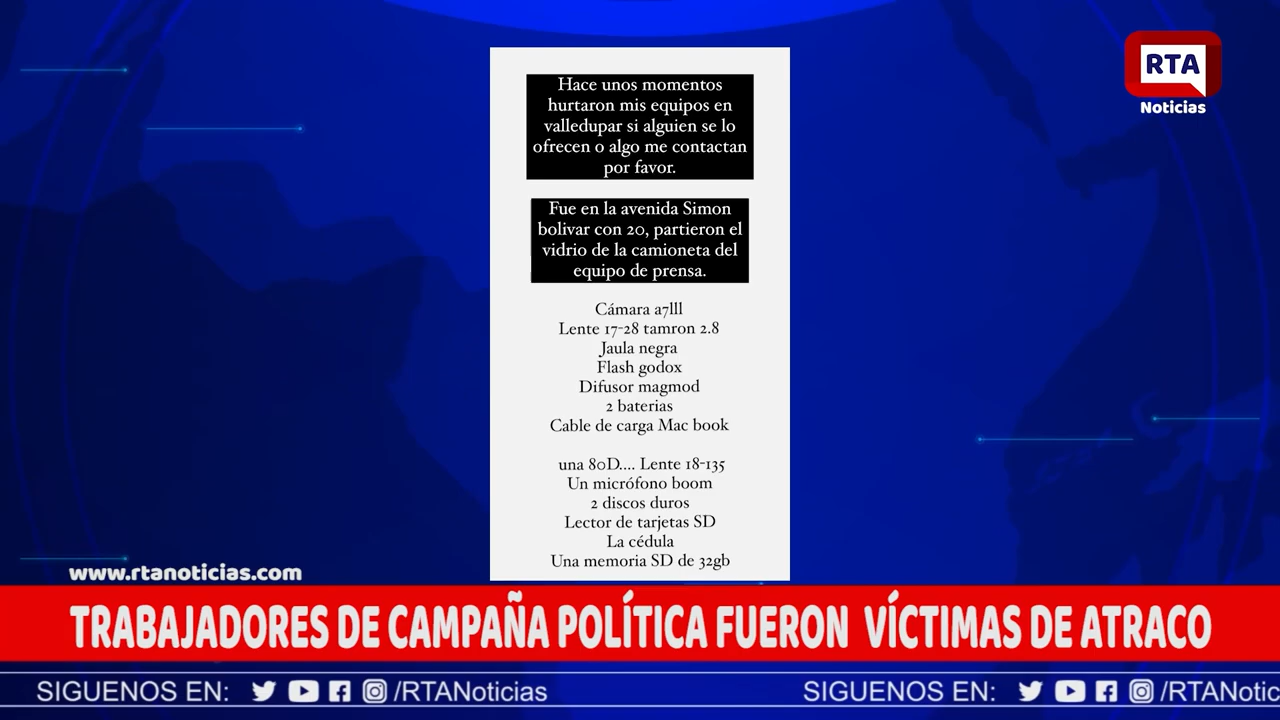 RTA
Noticias
Hace unos momentos
hurtaron mis equipos en
valledupar si alguien se lo
ofrecen o algo me contactan
por favor.
Fue en la avenida Simon
bolivar con 20, partieron el
vidrio de la camioneta del
equipo de prensa.
Cámara a7lll
Lente 17-28 tamron 2.8
Jaula negra
Flash godox
Difusor magmod
2 baterias
Cable de carga Mac book
una 80D.... Lente 18-135
Un micrófono boom
2 discos duros
Lector de tarjetas SD
La cédula
Una memoria SD de 32gb
www.rtanoticias.com
TRABAJADORES DE CAMPAÑA POLÍTICA FUERON VÍCTIMAS DE ATRACO
SIGUENOS EN: /RTANoticias SIGUENOS EN: /RTANotic